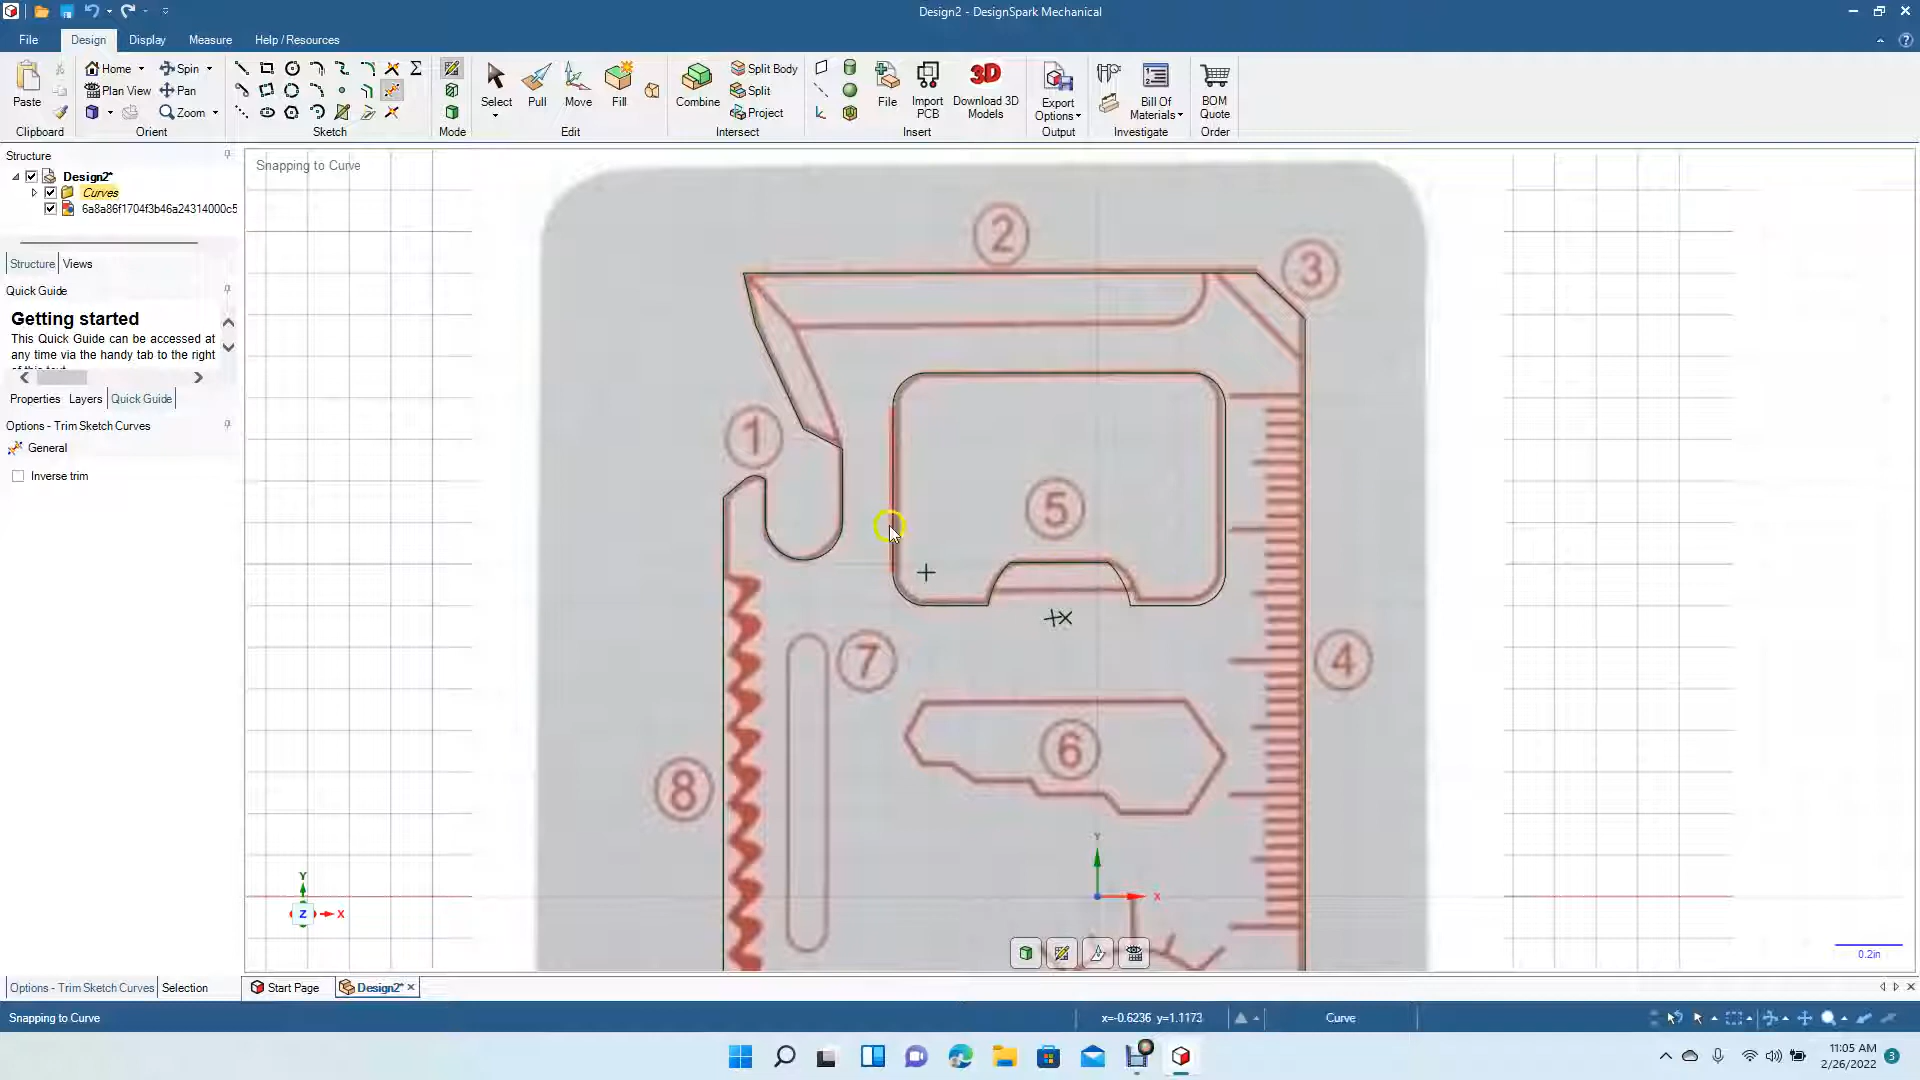 Design2 - DesignSpark Mechanical
File Design Display Measure Help / Resources
Paste
Clipboard
Home Spin
Plan View Pan
Zoom
Orient
Sketch
Mode
Select Pull Move Fill
Edit
Combine
Split Body
Split
Project
Intersect
File
Import PCB
3D
Download 3D Models
Insert
Export Options
Output
Bill Of Materials
Investigate
BOM Quote
Order
Structure
Design2*
Curves
6a8a86f1704f3b46a24314000c5
Structure Views
Quick Guide
Getting started
This Quick Guide can be accessed at
any time via the handy tab to the right
Properties Layers Quick Guide
Options - Trim Sketch Curves
General
Inverse trim
Snapping to Curve
2
3
1
5
7
4
6
8
Y
X
Y
Z
X
0.2in
Options - Trim Sketch Curves Selection
Start Page Design2*
Snapping to Curve
x=-0.6236 y=1.1173
Curve
11:05 AM
2/26/2022
3